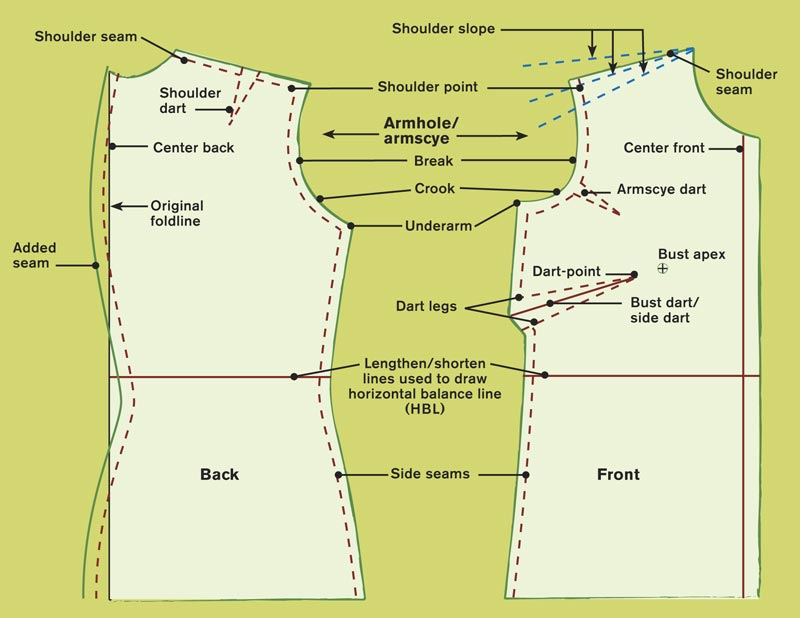 Shoulder slope
Shoulder seam
Shoulder
seam
Shoulder
dart
Shoulder point
Armhole/
armscye
Center back
Center front
Break
Crook
Armscye dart
Original
foldline
Underarm
Added
seam
Bust apex
Dart-point
Dart legs
Bust dart/
side dart
Lengthen/shorten
lines used to draw
horizontal balance line
(HBL)
Back
Side seams
Front